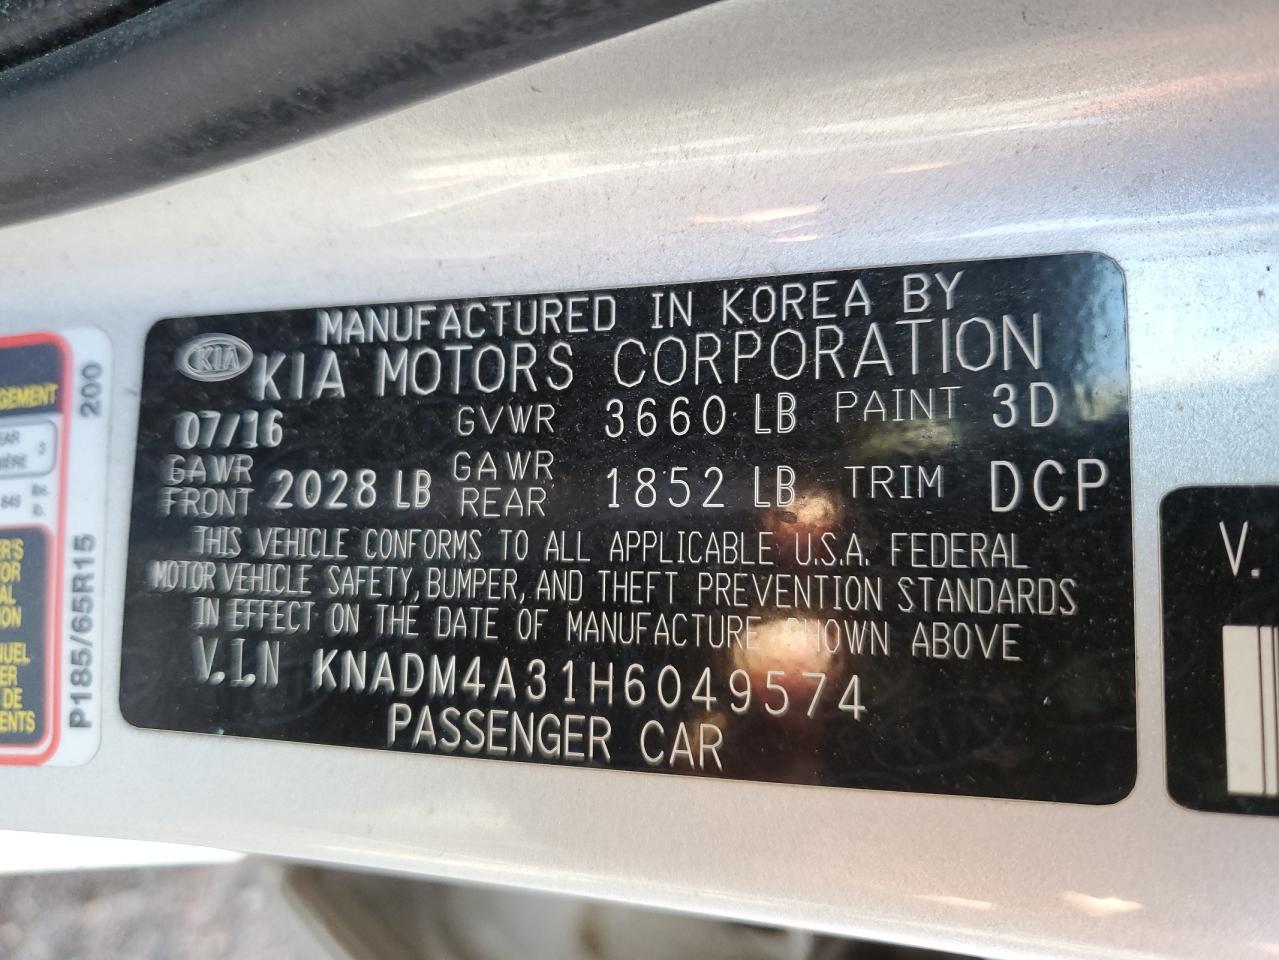 MANUFACTURED IN KOREA BY
KIA KIA MOTORS CORPORATION
07/16 GVWR 3660 LB PAINT 3D
GAWR FRONT 2028 LB GAWR REAR 1852 LB TRIM DCP
THIS VEHICLE CONFORMS TO ALL APPLICABLE U.S.A. FEDERAL
MOTOR VEHICLE SAFETY, BUMPER, AND THEFT PREVENTION STANDARDS
IN EFFECT ON THE DATE OF MANUFACTURE SHOWN ABOVE
V.I.N KNADM4A31H6049574
PASSENGER CAR
P185/65R15 200
V.